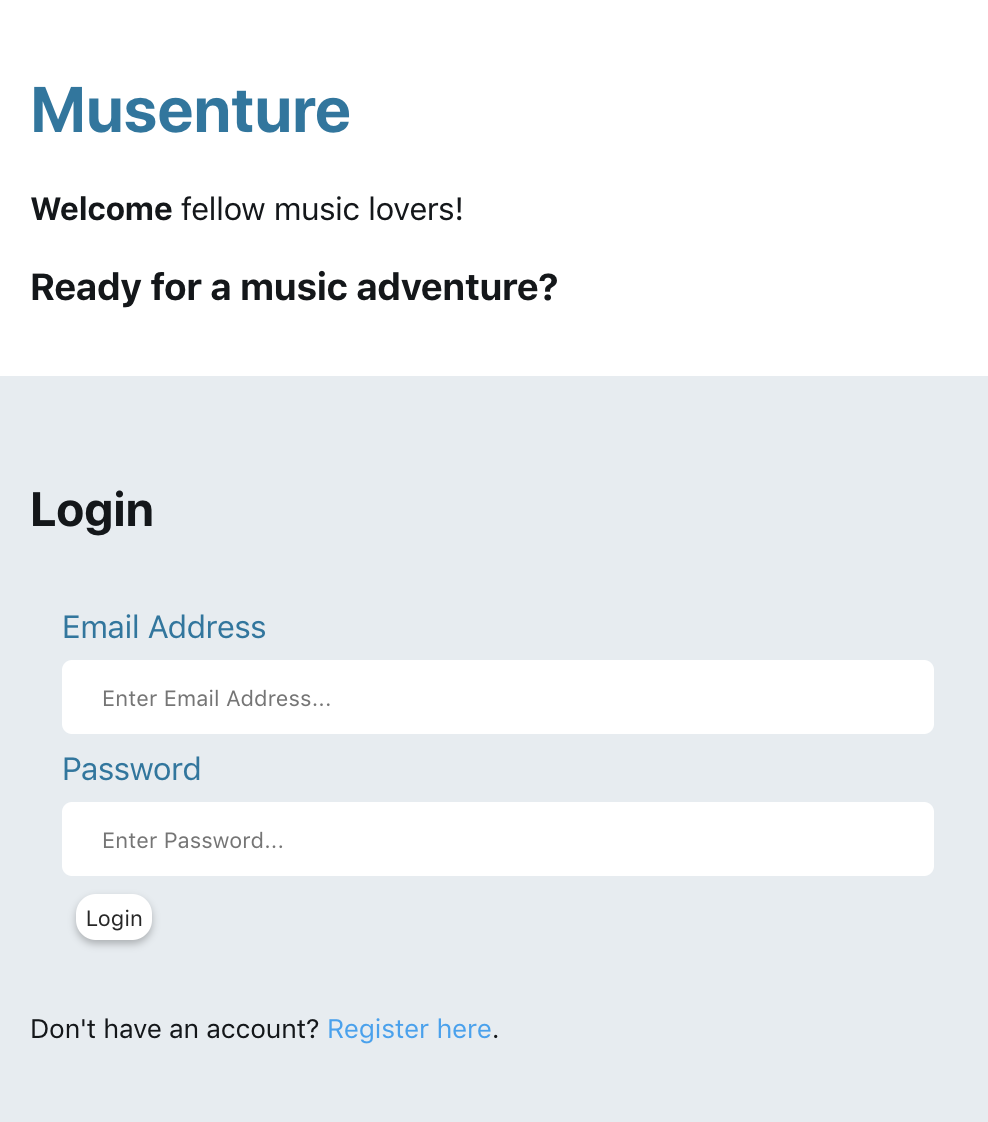 Musenture
Welcome fellow music lovers!
Ready for a music adventure?
Login
Email Address
Enter Email Address...
Password
Enter Password...
Login
Don't have an account? Register here.